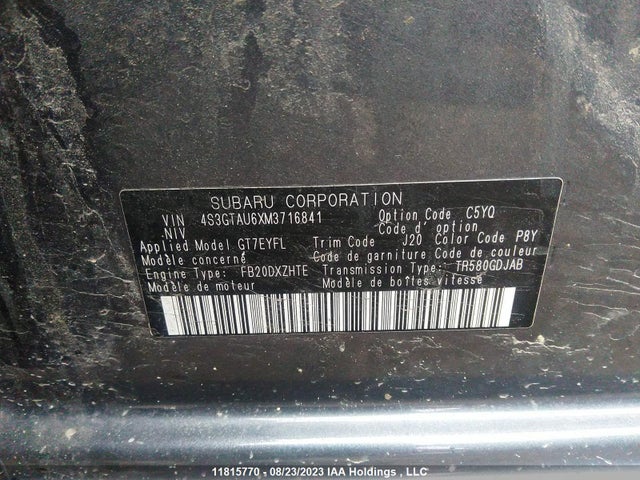 SUBARU CORPORATION
VIN 4S3GTAU6XM3716841 Option Code C5YQ
NIV Code d' option
Applied Model GT7EYFL Trim Code J20 Color Code P8Y
Modèle concerné Code de garniture Code de couleur
Engine Type: FB20DXZHTE Transmission Type: TR580GDJAB
Modèle de moteur Modèle de boîtes vitesse
11815770 - 08/23/2023 IAA Holdings , LLC